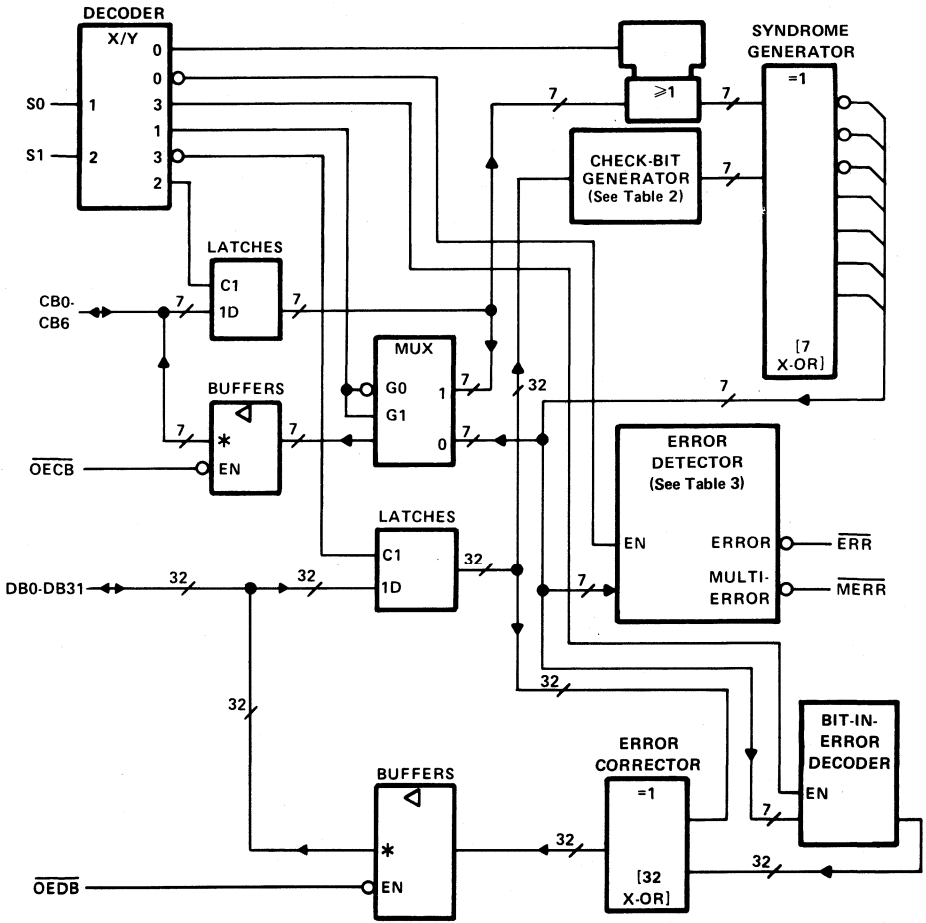 DECODER
X/Y
0
0
3
1
3
2
S0
1
S1
2
≥1
7
7
SYNDROME
GENERATOR
=1
[7
X-OR]
CHECK-BIT
GENERATOR
(See Table 2)
7
LATCHES
C1
1D
7
7
CB0-
CB6
MUX
G0
G1
1
0
7
7
32
7
BUFFERS
*
EN
7
7
OECB
ERROR
DETECTOR
(See Table 3)
EN
ERROR
MULTI-
ERROR
7
ERR
MERR
LATCHES
C1
1D
32
DB0-DB31
32
32
32
32
BIT-IN-
ERROR
DECODER
EN
7
32
ERROR
CORRECTOR
=1
[32
X-OR]
32
BUFFERS
*
EN
OEDB